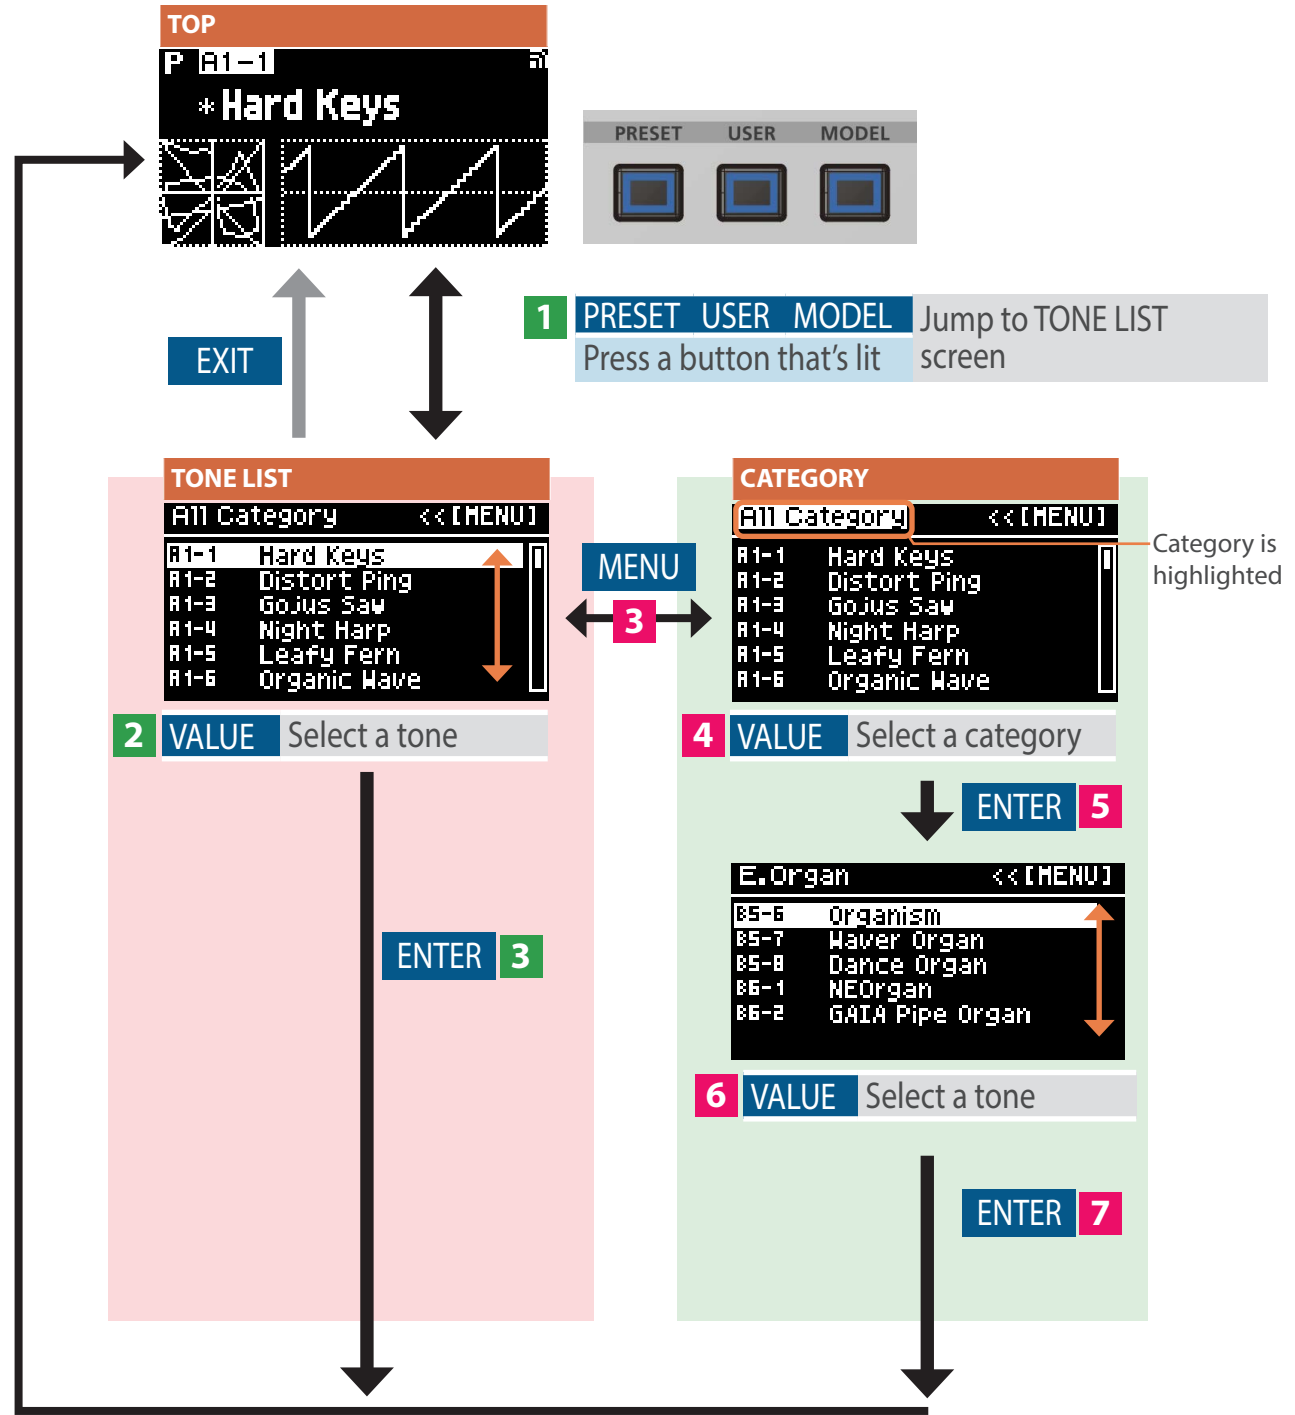 TOP
P A1-1
*Hard Keys
PRESET USER MODEL
1 PRESET USER MODEL Jump to TONE LIST
Press a button that's lit screen
EXIT
TONE LIST
All Category <<[MENU]
A1-1 Hard Keys
A1-2 Distort Ping
A1-3 Gojus Saw
A1-4 Night Harp
A1-5 Leafy Fern
A1-6 Organic Wave
2 VALUE Select a tone
ENTER 3
MENU
3
CATEGORY
All Category <<[MENU]
Category is
highlighted
A1-1 Hard Keys
A1-2 Distort Ping
A1-3 Gojus Saw
A1-4 Night Harp
A1-5 Leafy Fern
A1-6 Organic Wave
4 VALUE Select a category
ENTER 5
E.Organ <<[MENU]
B5-6 Organism
B5-7 Waver Organ
B5-8 Dance Organ
B6-1 NEOrgan
B6-2 GAIA Pipe Organ
6 VALUE Select a tone
ENTER 7